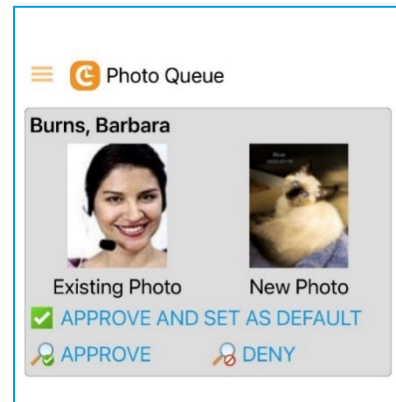 Photo Queue
Burns, Barbara
Existing Photo
New Photo
APPROVE AND SET AS DEFAULT
APPROVE
DENY